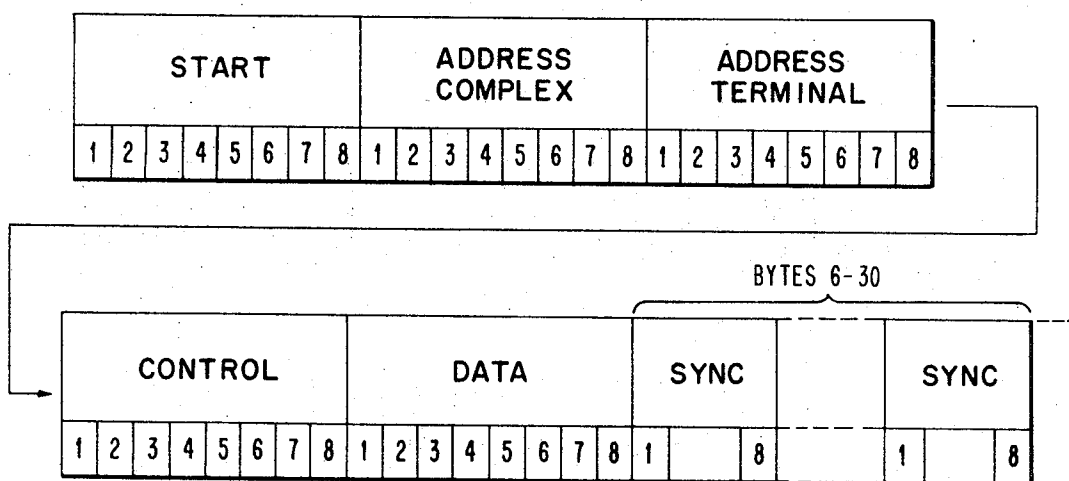 START ADDRESS COMPLEX ADDRESS TERMINAL
1 2 3 4 5 6 7 8 1 2 3 4 5 6 7 8 1 2 3 4 5 6 7 8
BYTES 6-30
CONTROL DATA SYNC SYNC
1 2 3 4 5 6 7 8 1 2 3 4 5 6 7 8 1 8 1 8